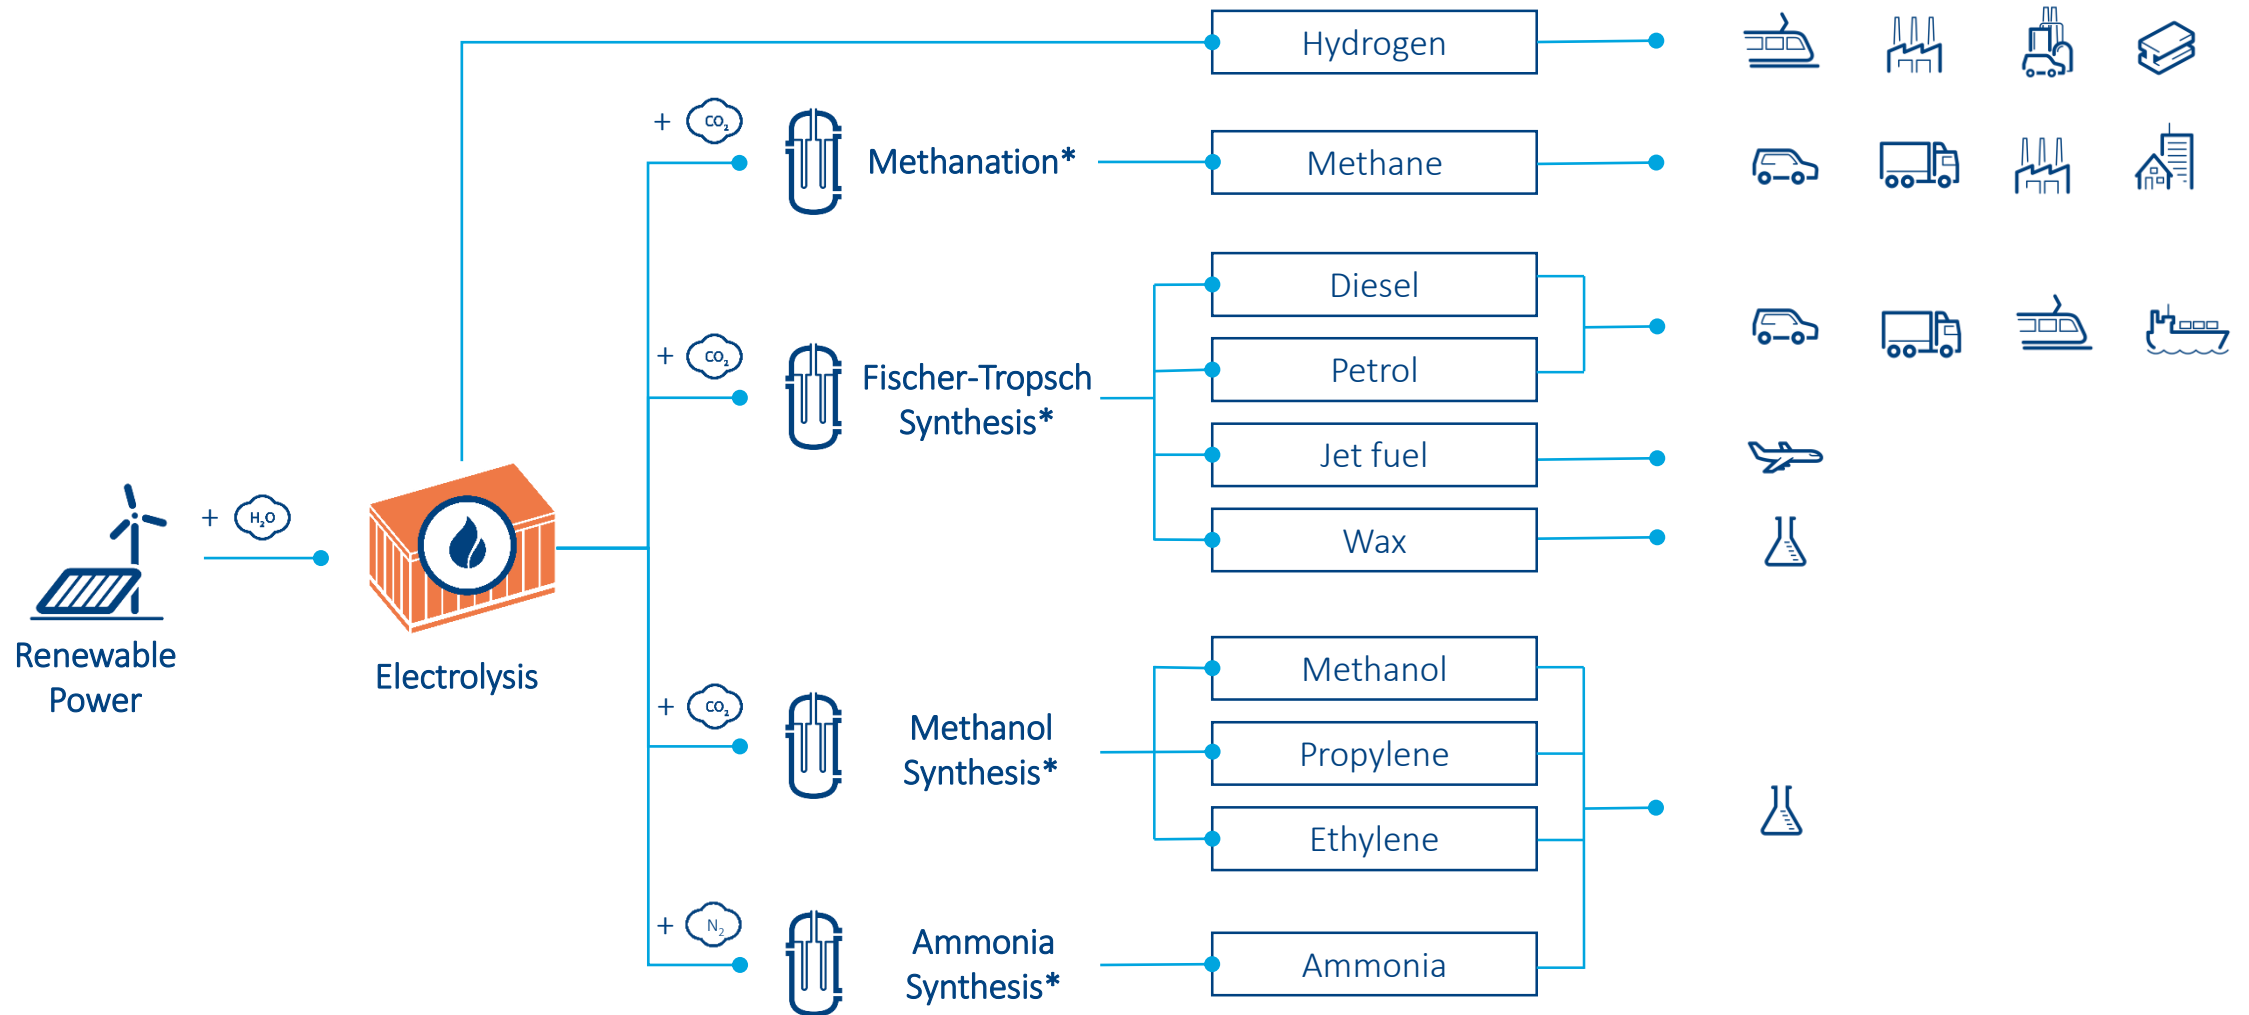 Hydrogen
+ CO₂
Methanation*
Methane
Diesel
+ CO₂
Fischer-Tropsch
Synthesis*
Petrol
Jet fuel
Wax
+ H₂O
Renewable
Power
Electrolysis
+ CO₂
Methanol
Synthesis*
Methanol
Propylene
Ethylene
+ N₂
Ammonia
Synthesis*
Ammonia